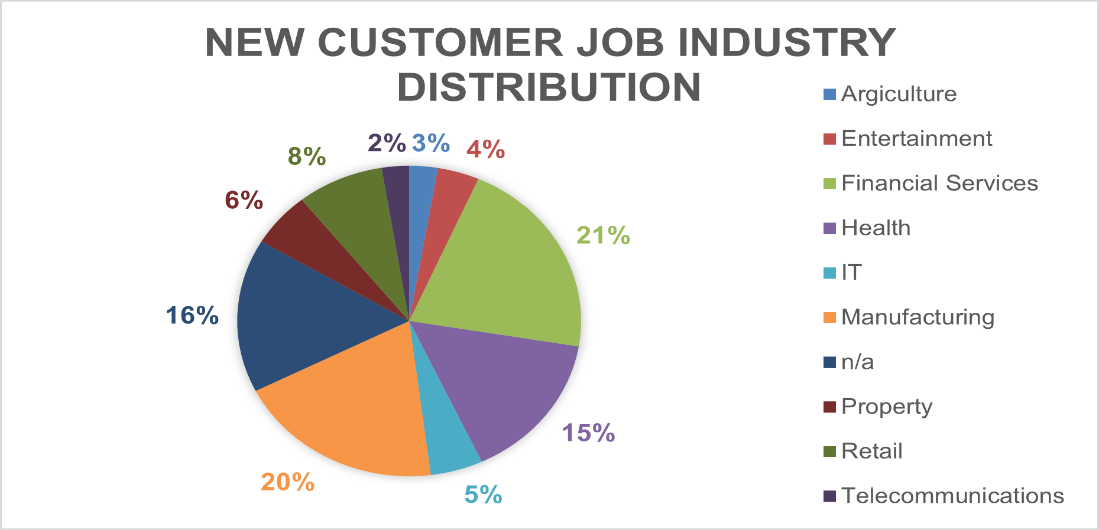 NEW CUSTOMER JOB INDUSTRY
DISTRIBUTION
2%
3%
4%
21%
15%
5%
20%
16%
6%
8%
Argiculture
Entertainment
Financial Services
Health
IT
Manufacturing
n/a
Property
Retail
Telecommunications